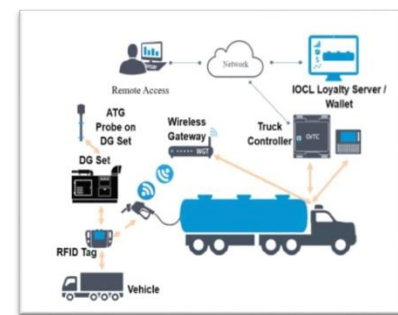 Network
Remote Access
IOCL Loyalty Server /
Wallet
ATG
Probe on
DG Set
Wireless
Gateway
Truck
Controller
OrTC
WGT
DG Set
RFID Tag
Vehicle